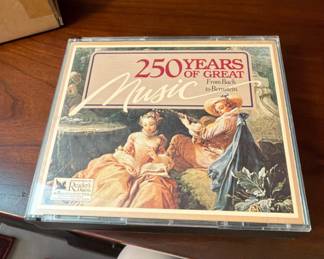 250 YEARS
OF GREAT
Music
From Bach
to Bernstein
Reader's
Digest